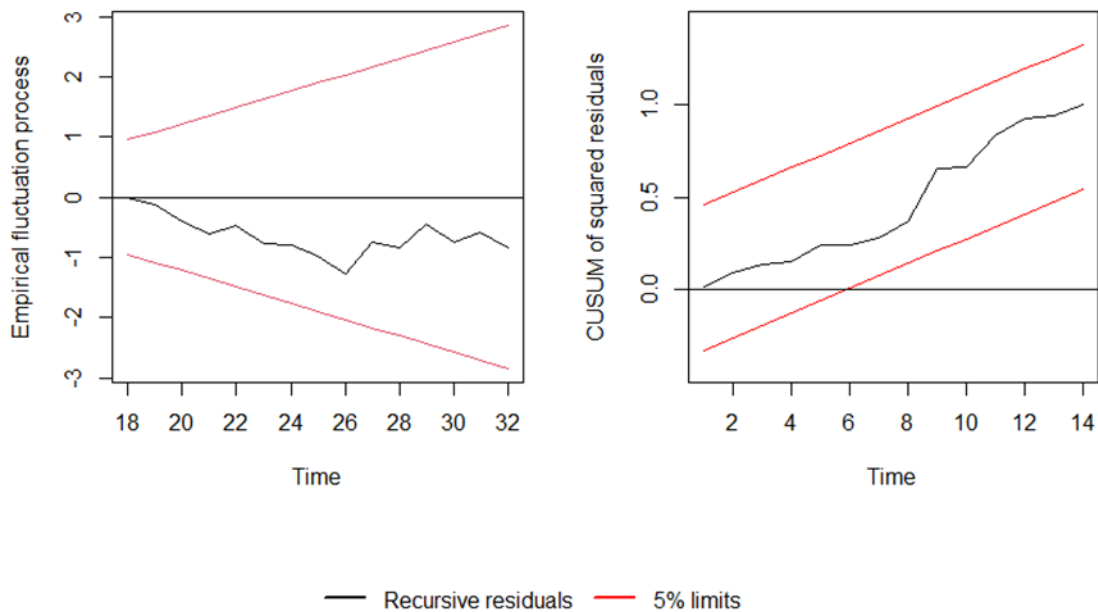 Empirical fluctuation process
3
2
1
0
-1
-2
-3
18 20 22 24 26 28 30 32
Time
CUSUM of squared residuals
1.0
0.5
0.0
2 4 6 8 10 12 14
Time
Recursive residuals 5% limits